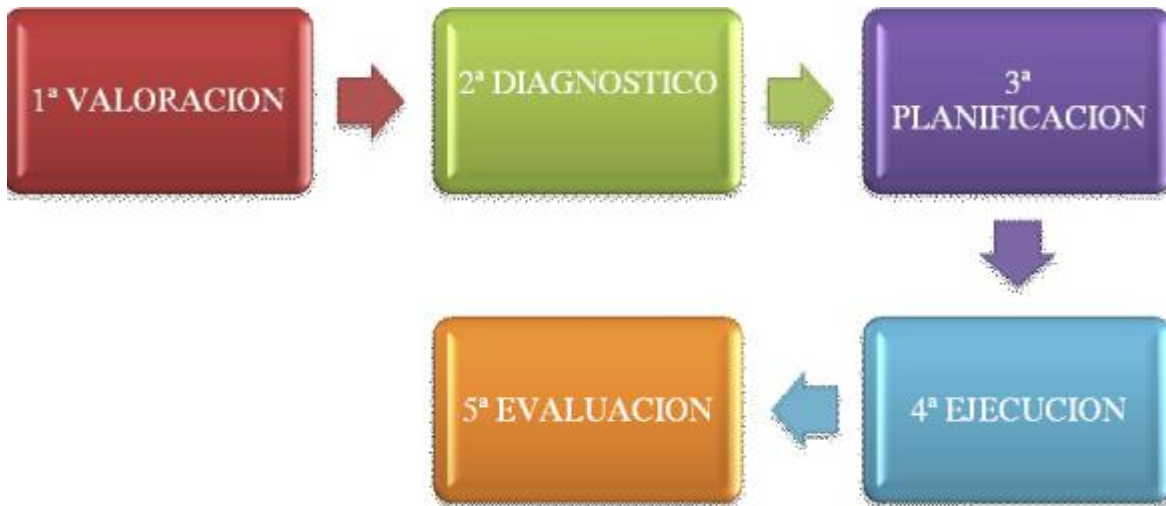 1ª VALORACION
2ª DIAGNOSTICO
3ª
PLANIFICACION
4ª EJECUCION
5ª EVALUACION